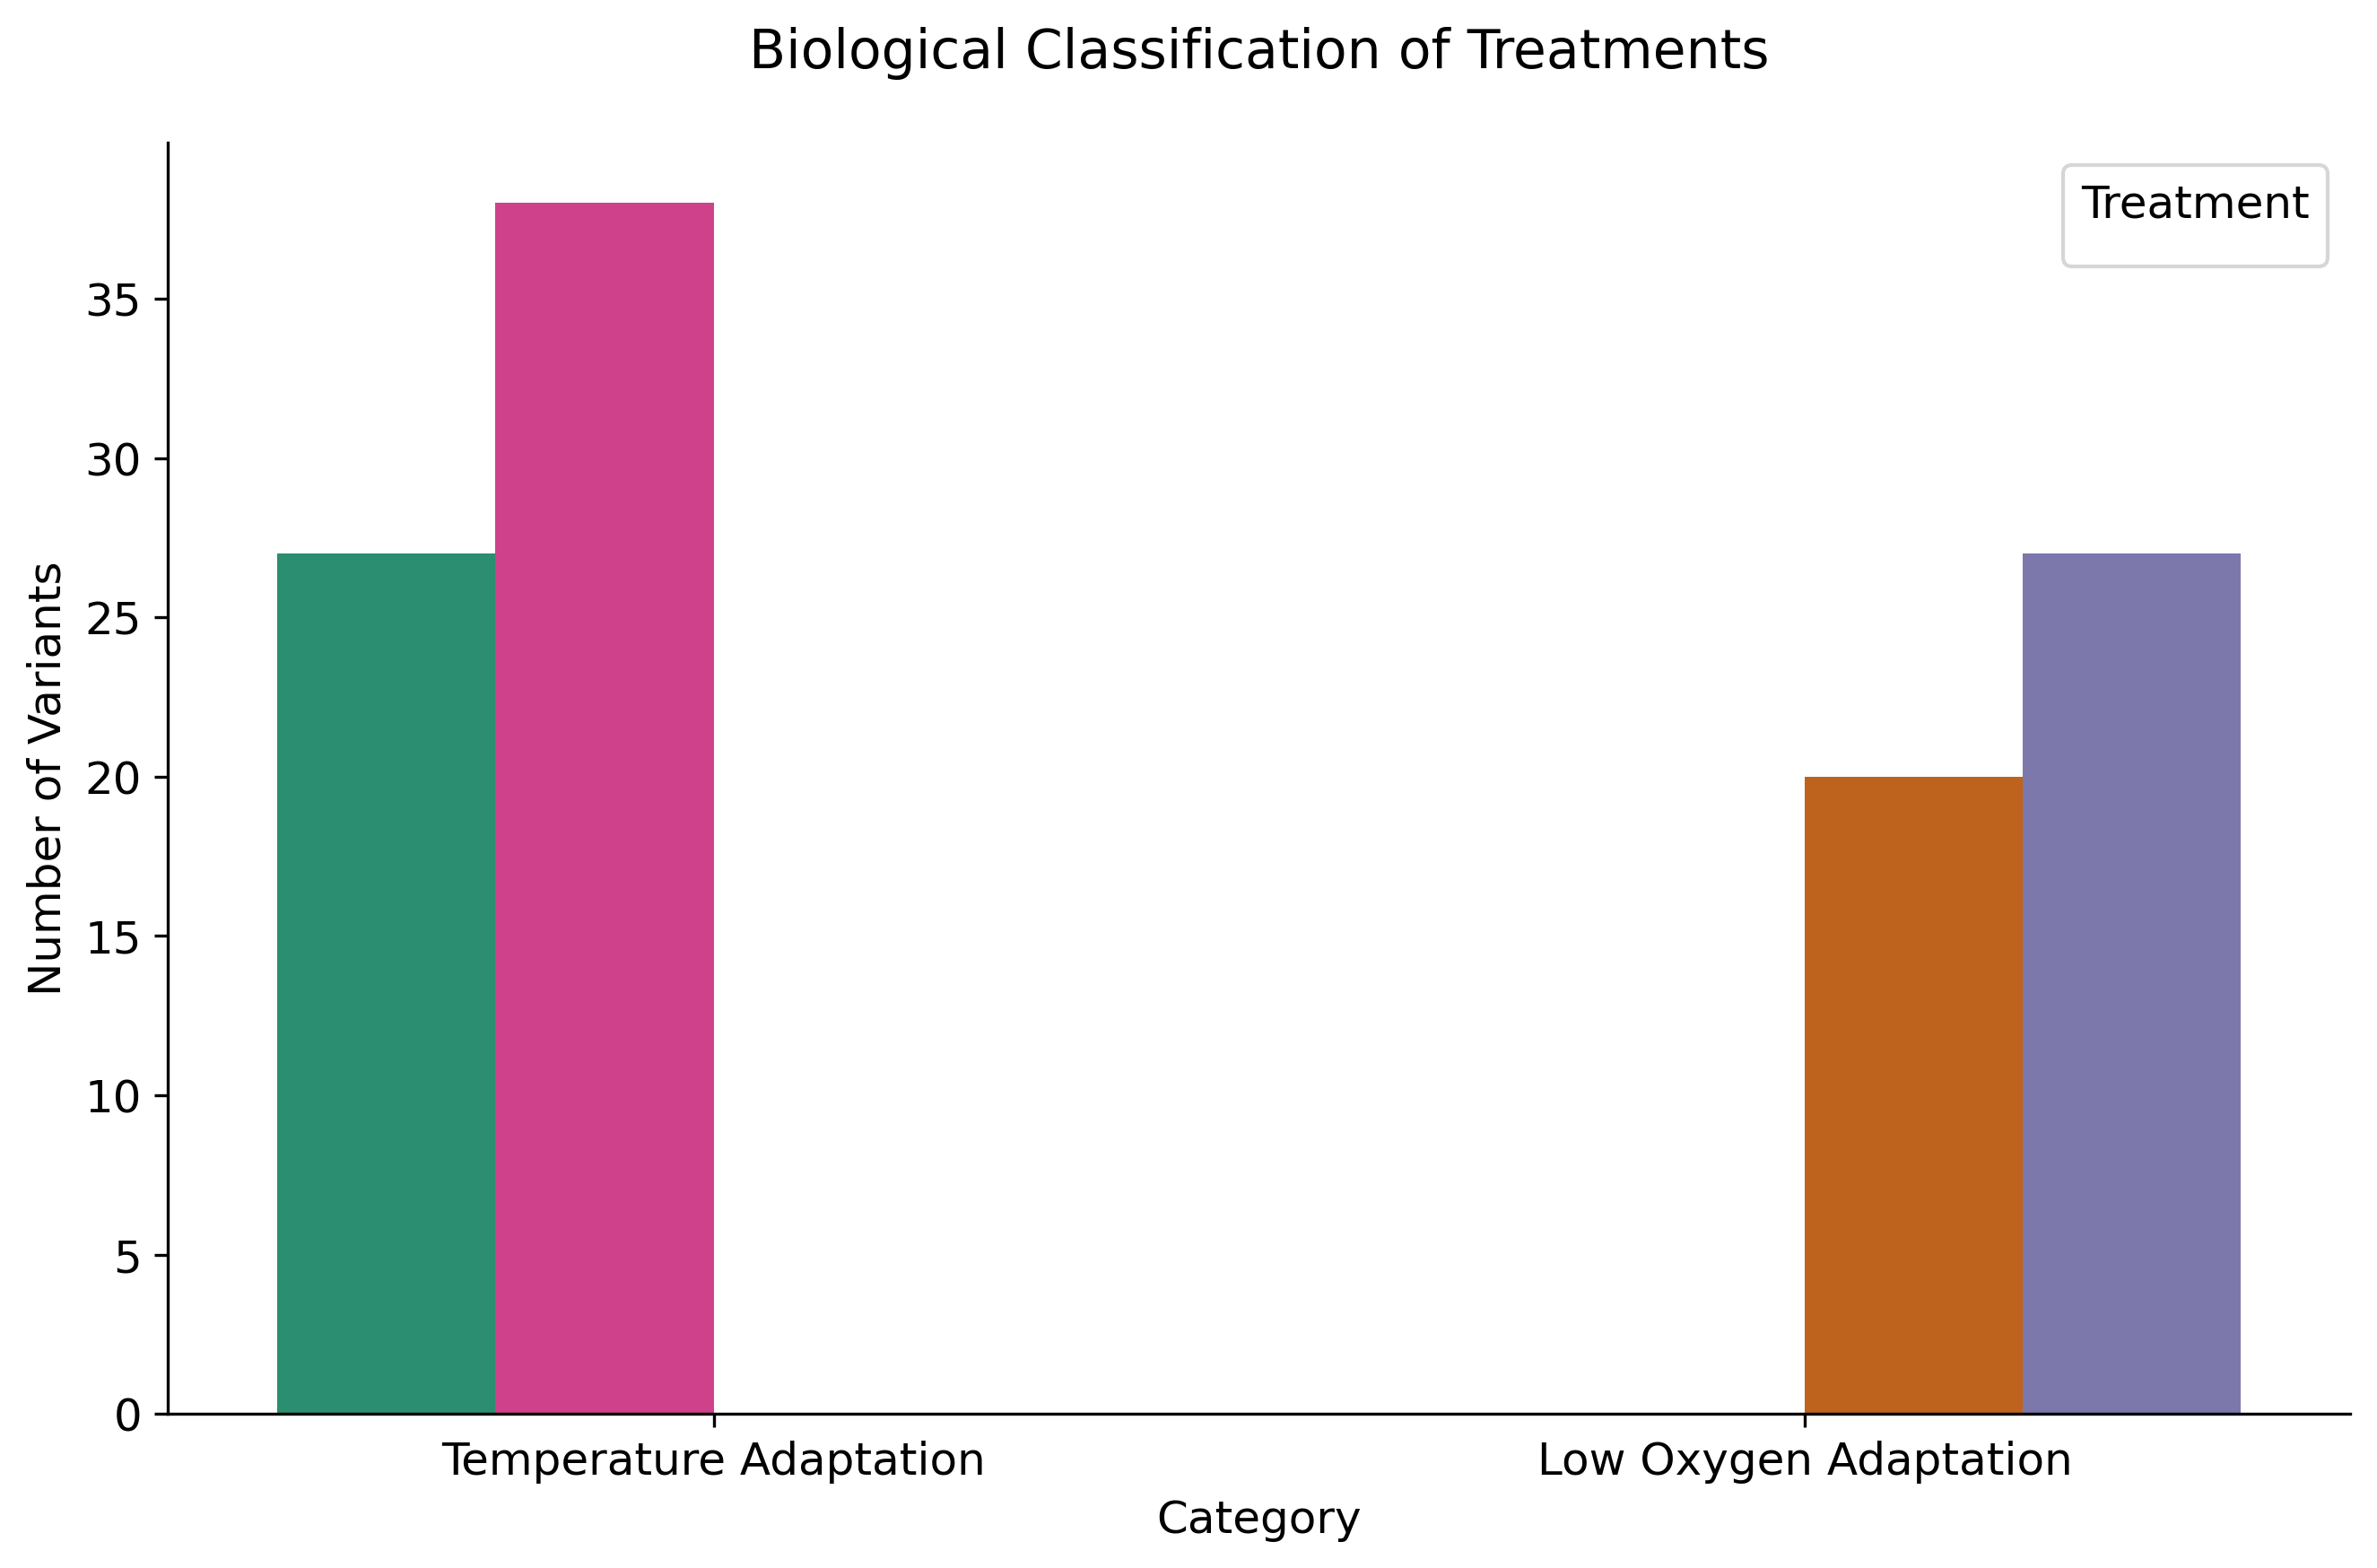 Biological Classification of Treatments
Treatment
35
30
25
20
15
10
5
0
Number of Variants
Temperature Adaptation
Low Oxygen Adaptation
Category